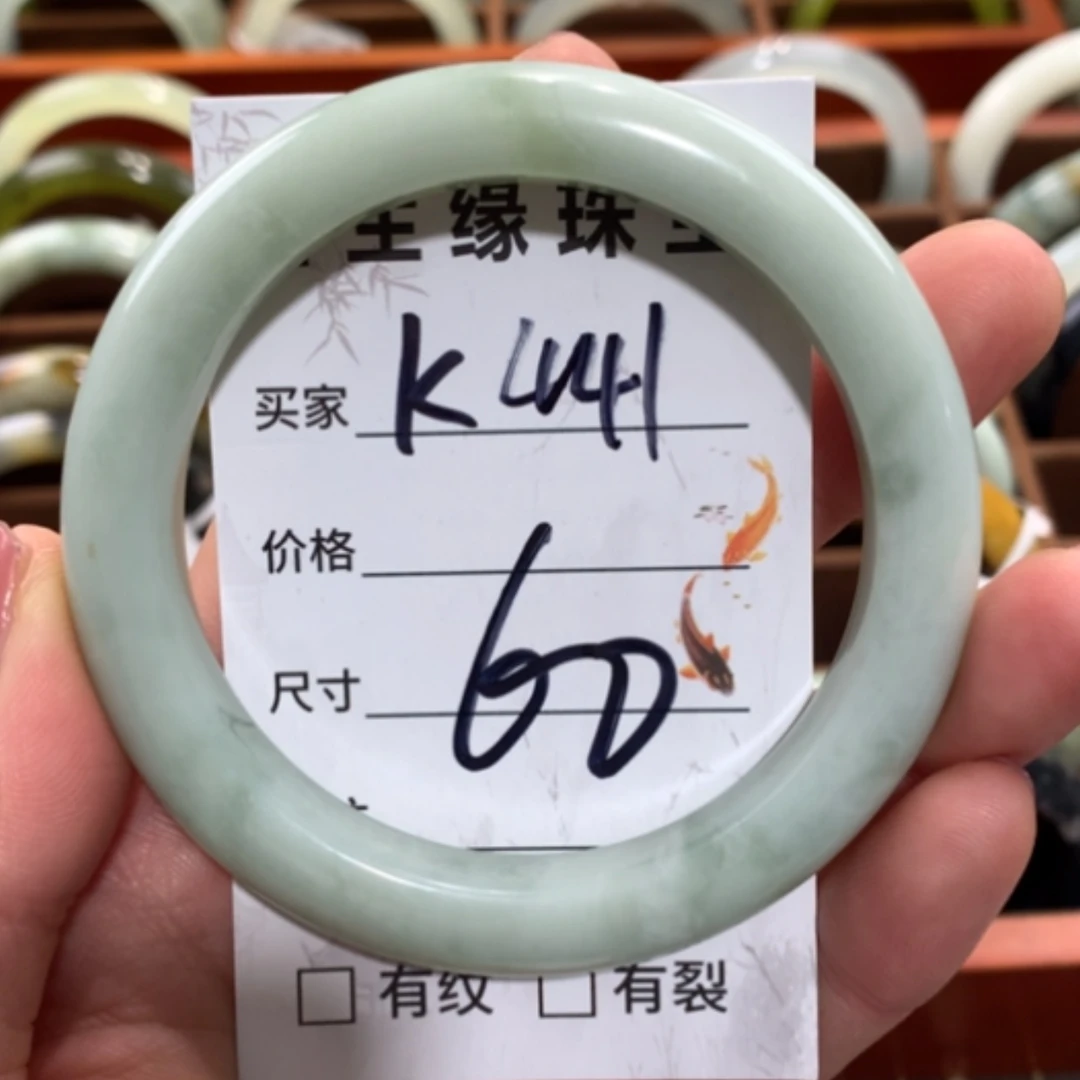 缘珠
买家 K441
价格
尺寸 60
有纹 有裂